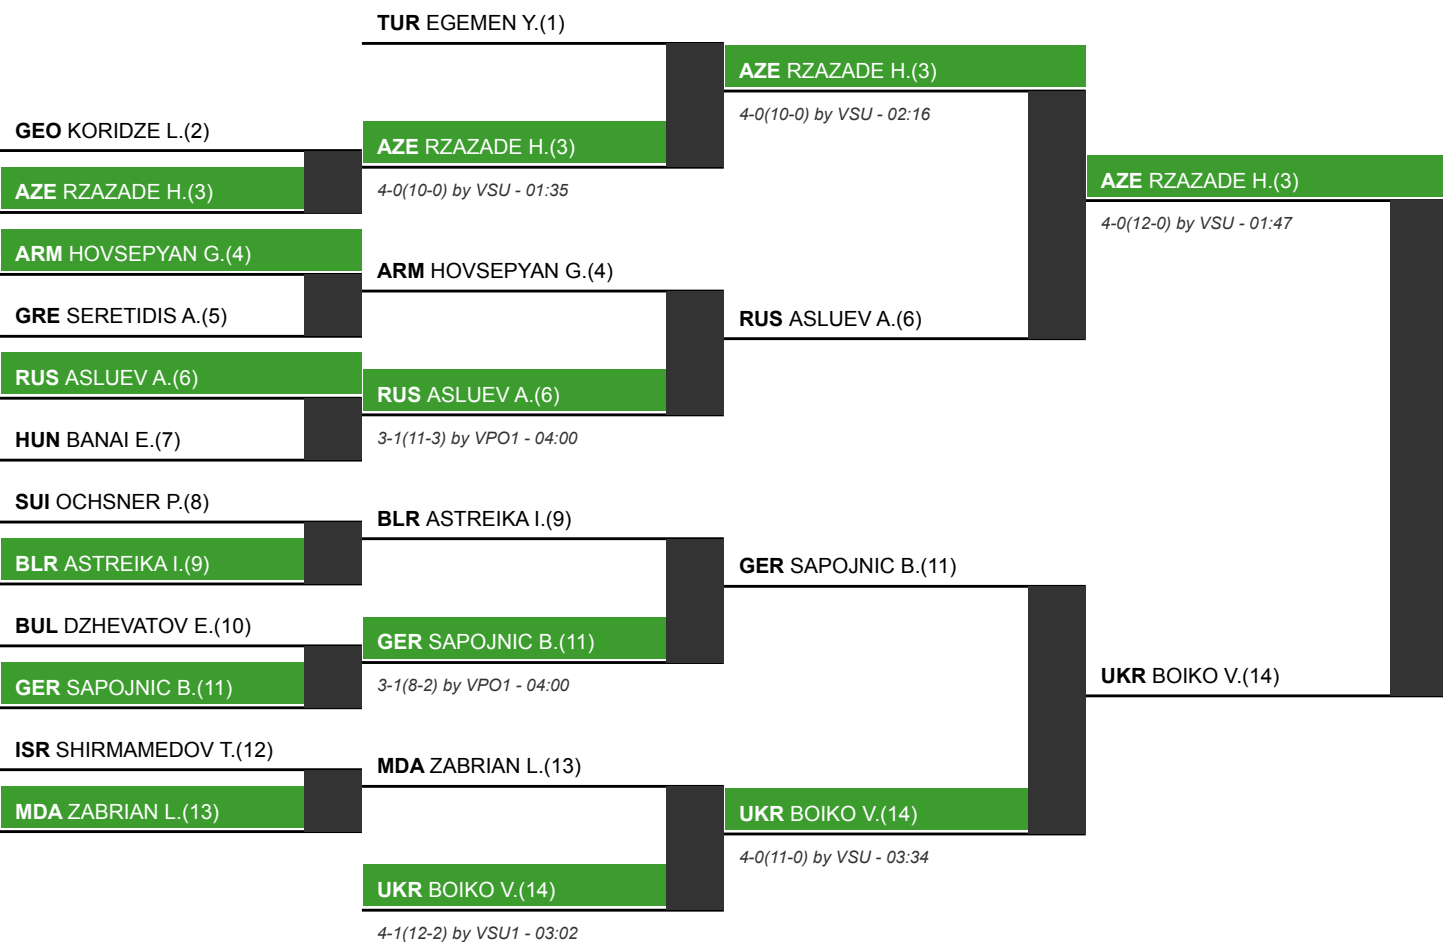 GEO KORIDZE L.(2)
AZE RZAZADE H.(3)
ARM HOVSEPYAN G.(4)
GRE SERETIDIS A.(5)
RUS ASLUEV A.(6)
HUN BANAI E.(7)
SUI OCHSNER P.(8)
BLR ASTREIKA I.(9)
BUL DZHEVATOV E.(10)
GER SAPOJNIC B.(11)
ISR SHIRMAMEDOV T.(12)
MDA ZABRIAN L.(13)
TUR EGEMEN Y.(1)
AZE RZAZADE H.(3)
4-0(10-0) by VSU - 01:35
ARM HOVSEPYAN G.(4)
RUS ASLUEV A.(6)
3-1(11-3) by VPO1 - 04:00
BLR ASTREIKA I.(9)
GER SAPOJNIC B.(11)
3-1(8-2) by VPO1 - 04:00
MDA ZABRIAN L.(13)
UKR BOIKO V.(14)
4-1(12-2) by VSU1 - 03:02
AZE RZAZADE H.(3)
4-0(10-0) by VSU - 02:16
RUS ASLUEV A.(6)
GER SAPOJNIC B.(11)
UKR BOIKO V.(14)
4-0(11-0) by VSU - 03:34
AZE RZAZADE H.(3)
4-0(12-0) by VSU - 01:47
UKR BOIKO V.(14)